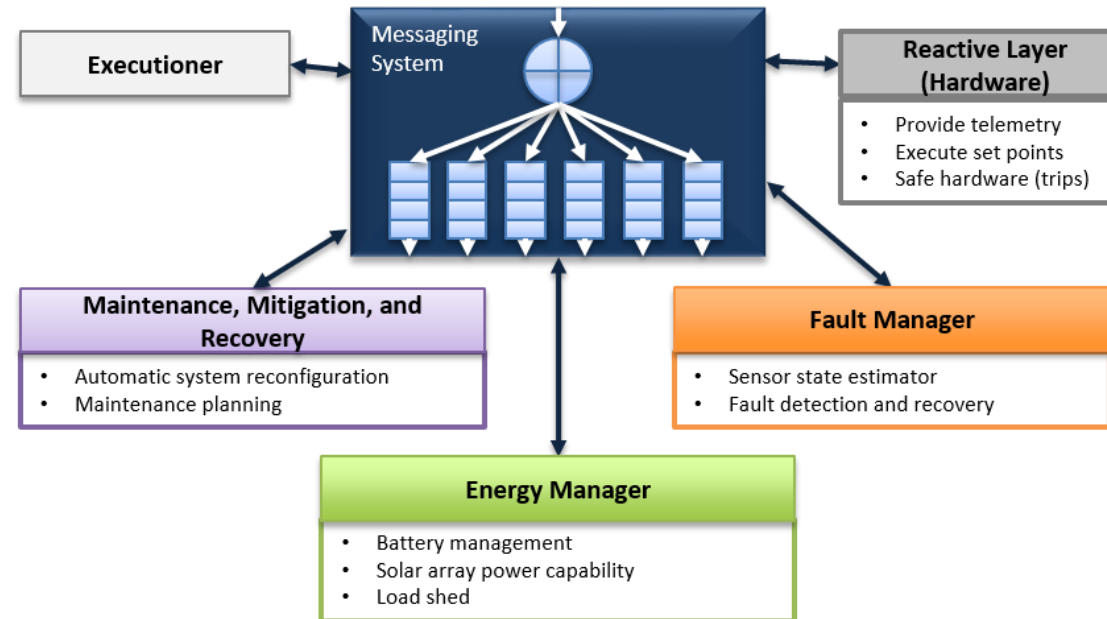 Messaging
System
Executioner
Reactive Layer
(Hardware)
• Provide telemetry
• Execute set points
• Safe hardware (trips)
Maintenance, Mitigation, and
Recovery
• Automatic system reconfiguration
• Maintenance planning
Fault Manager
• Sensor state estimator
• Fault detection and recovery
Energy Manager
• Battery management
• Solar array power capability
• Load shed